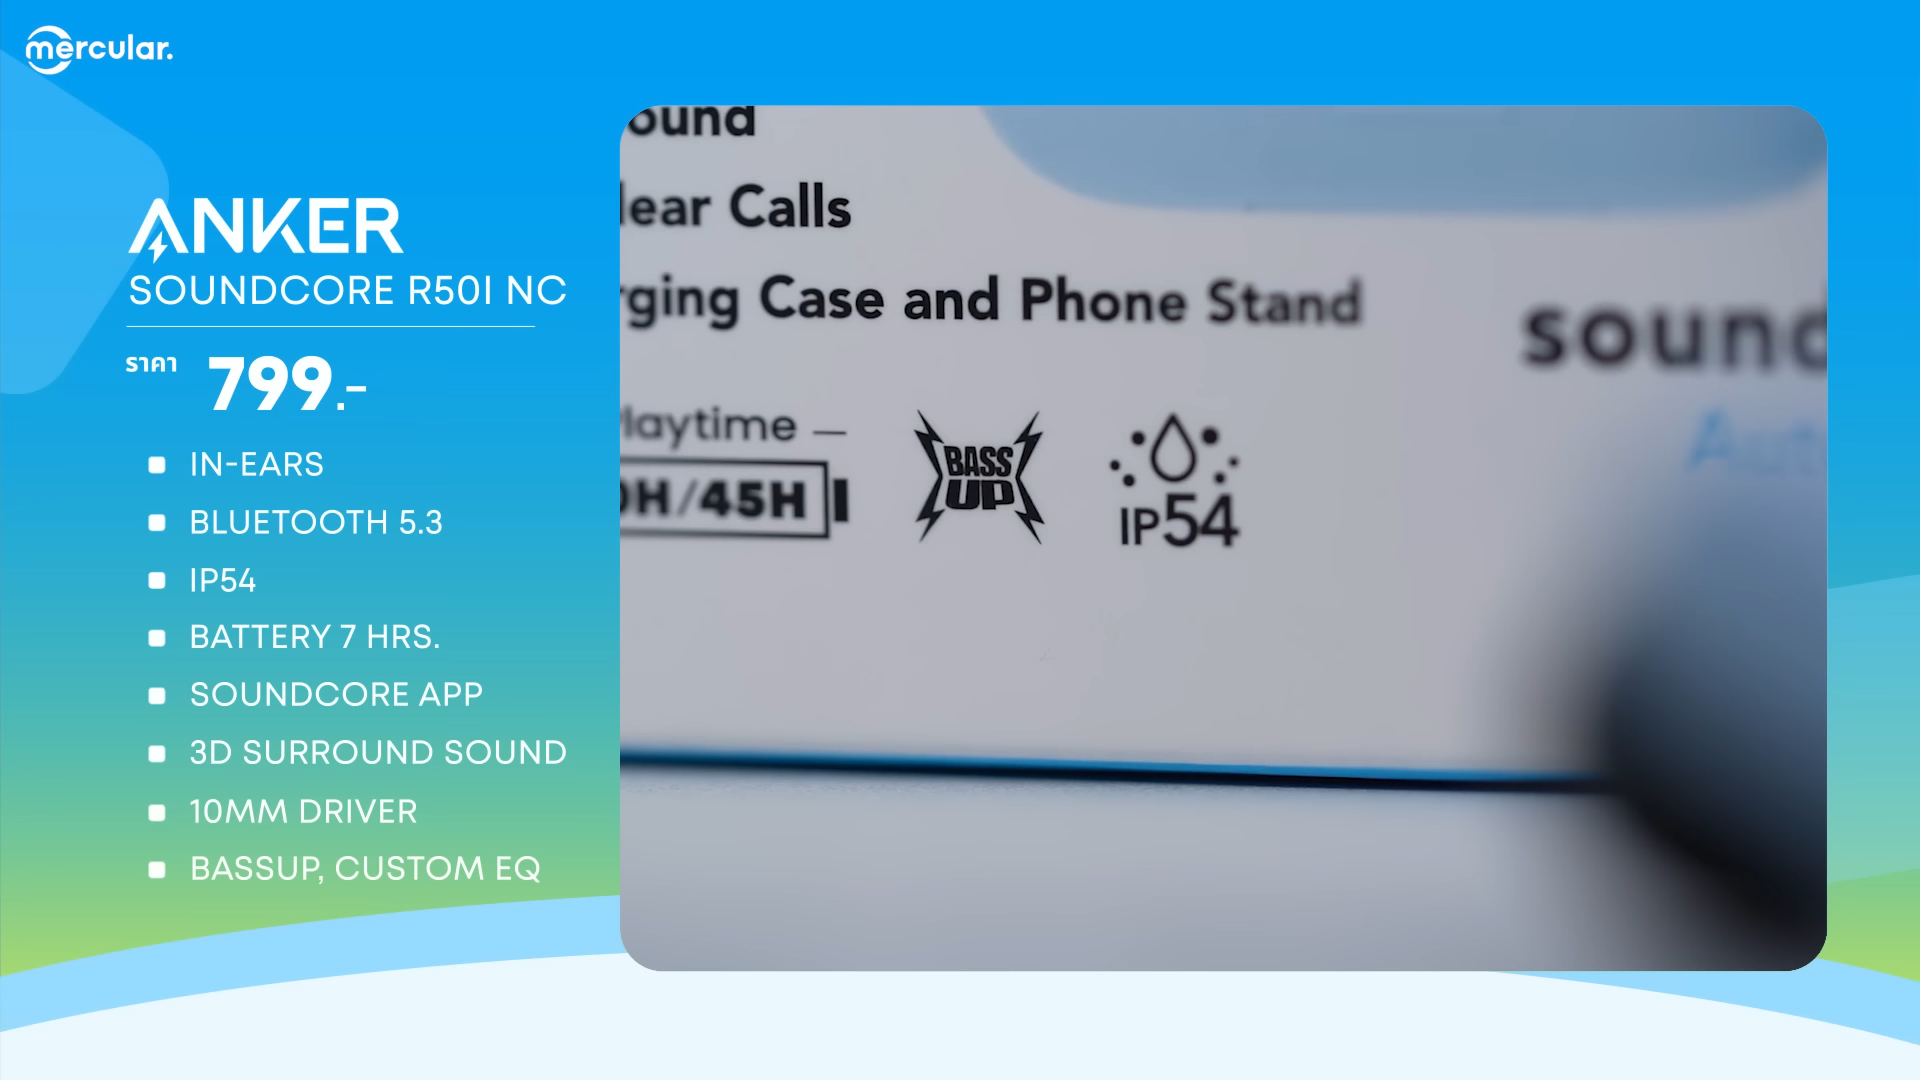 mercular.
ANKER
SOUNDCORE R50I NC
ราคา 799.-
IN-EARS
BLUETOOTH 5.3
IP54
BATTERY 7 HRS.
SOUNDCORE APP
3D SURROUND SOUND
10MM DRIVER
BASSUP, CUSTOM EQ
ound
lear Calls
rging Case and Phone Stand
laytime
0H/45H
BASS
UP
IP54
sound